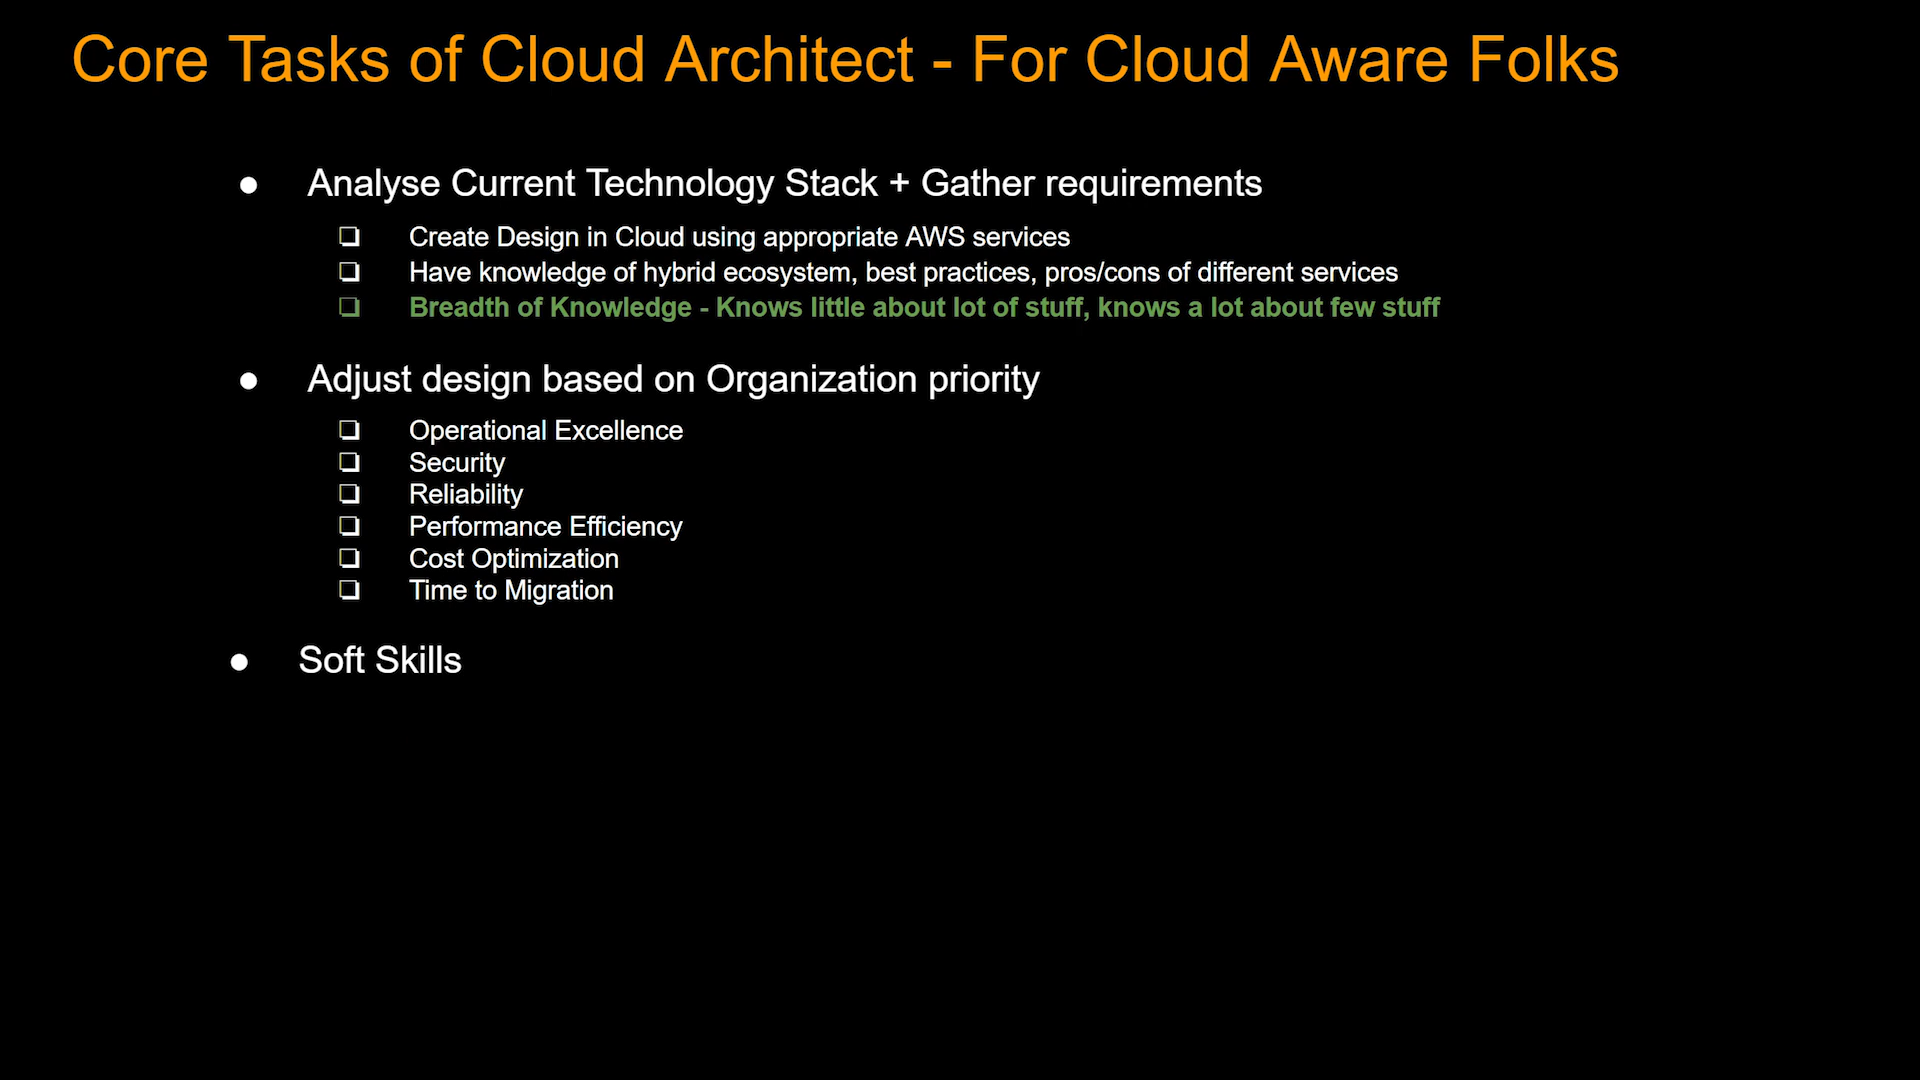 Core Tasks of Cloud Architect - For Cloud Aware Folks
● Analyse Current Technology Stack + Gather requirements
❏ Create Design in Cloud using appropriate AWS services
❏ Have knowledge of hybrid ecosystem, best practices, pros/cons of different services
❏ Breadth of Knowledge - Knows little about lot of stuff, knows a lot about few stuff
● Adjust design based on Organization priority
❏ Operational Excellence
❏ Security
❏ Reliability
❏ Performance Efficiency
❏ Cost Optimization
❏ Time to Migration
● Soft Skills